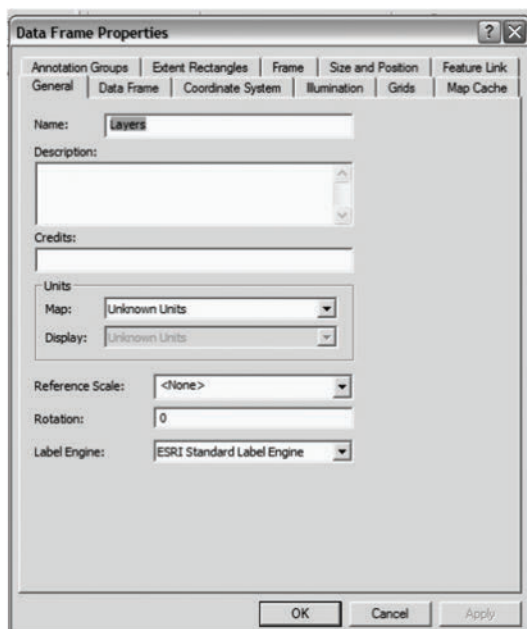 Data Frame Properties
Annotation Groups Extent Rectangles Frame Size and Position Feature Link
General Data Frame Coordinate System Illumination Grids Map Cache
Name: Layers
Description:
Credits:
Units
Map: Unknown Units
Display: Unknown Units
Reference Scale: <None>
Rotation: 0
Label Engine: ESRI Standard Label Engine
OK Cancel Apply